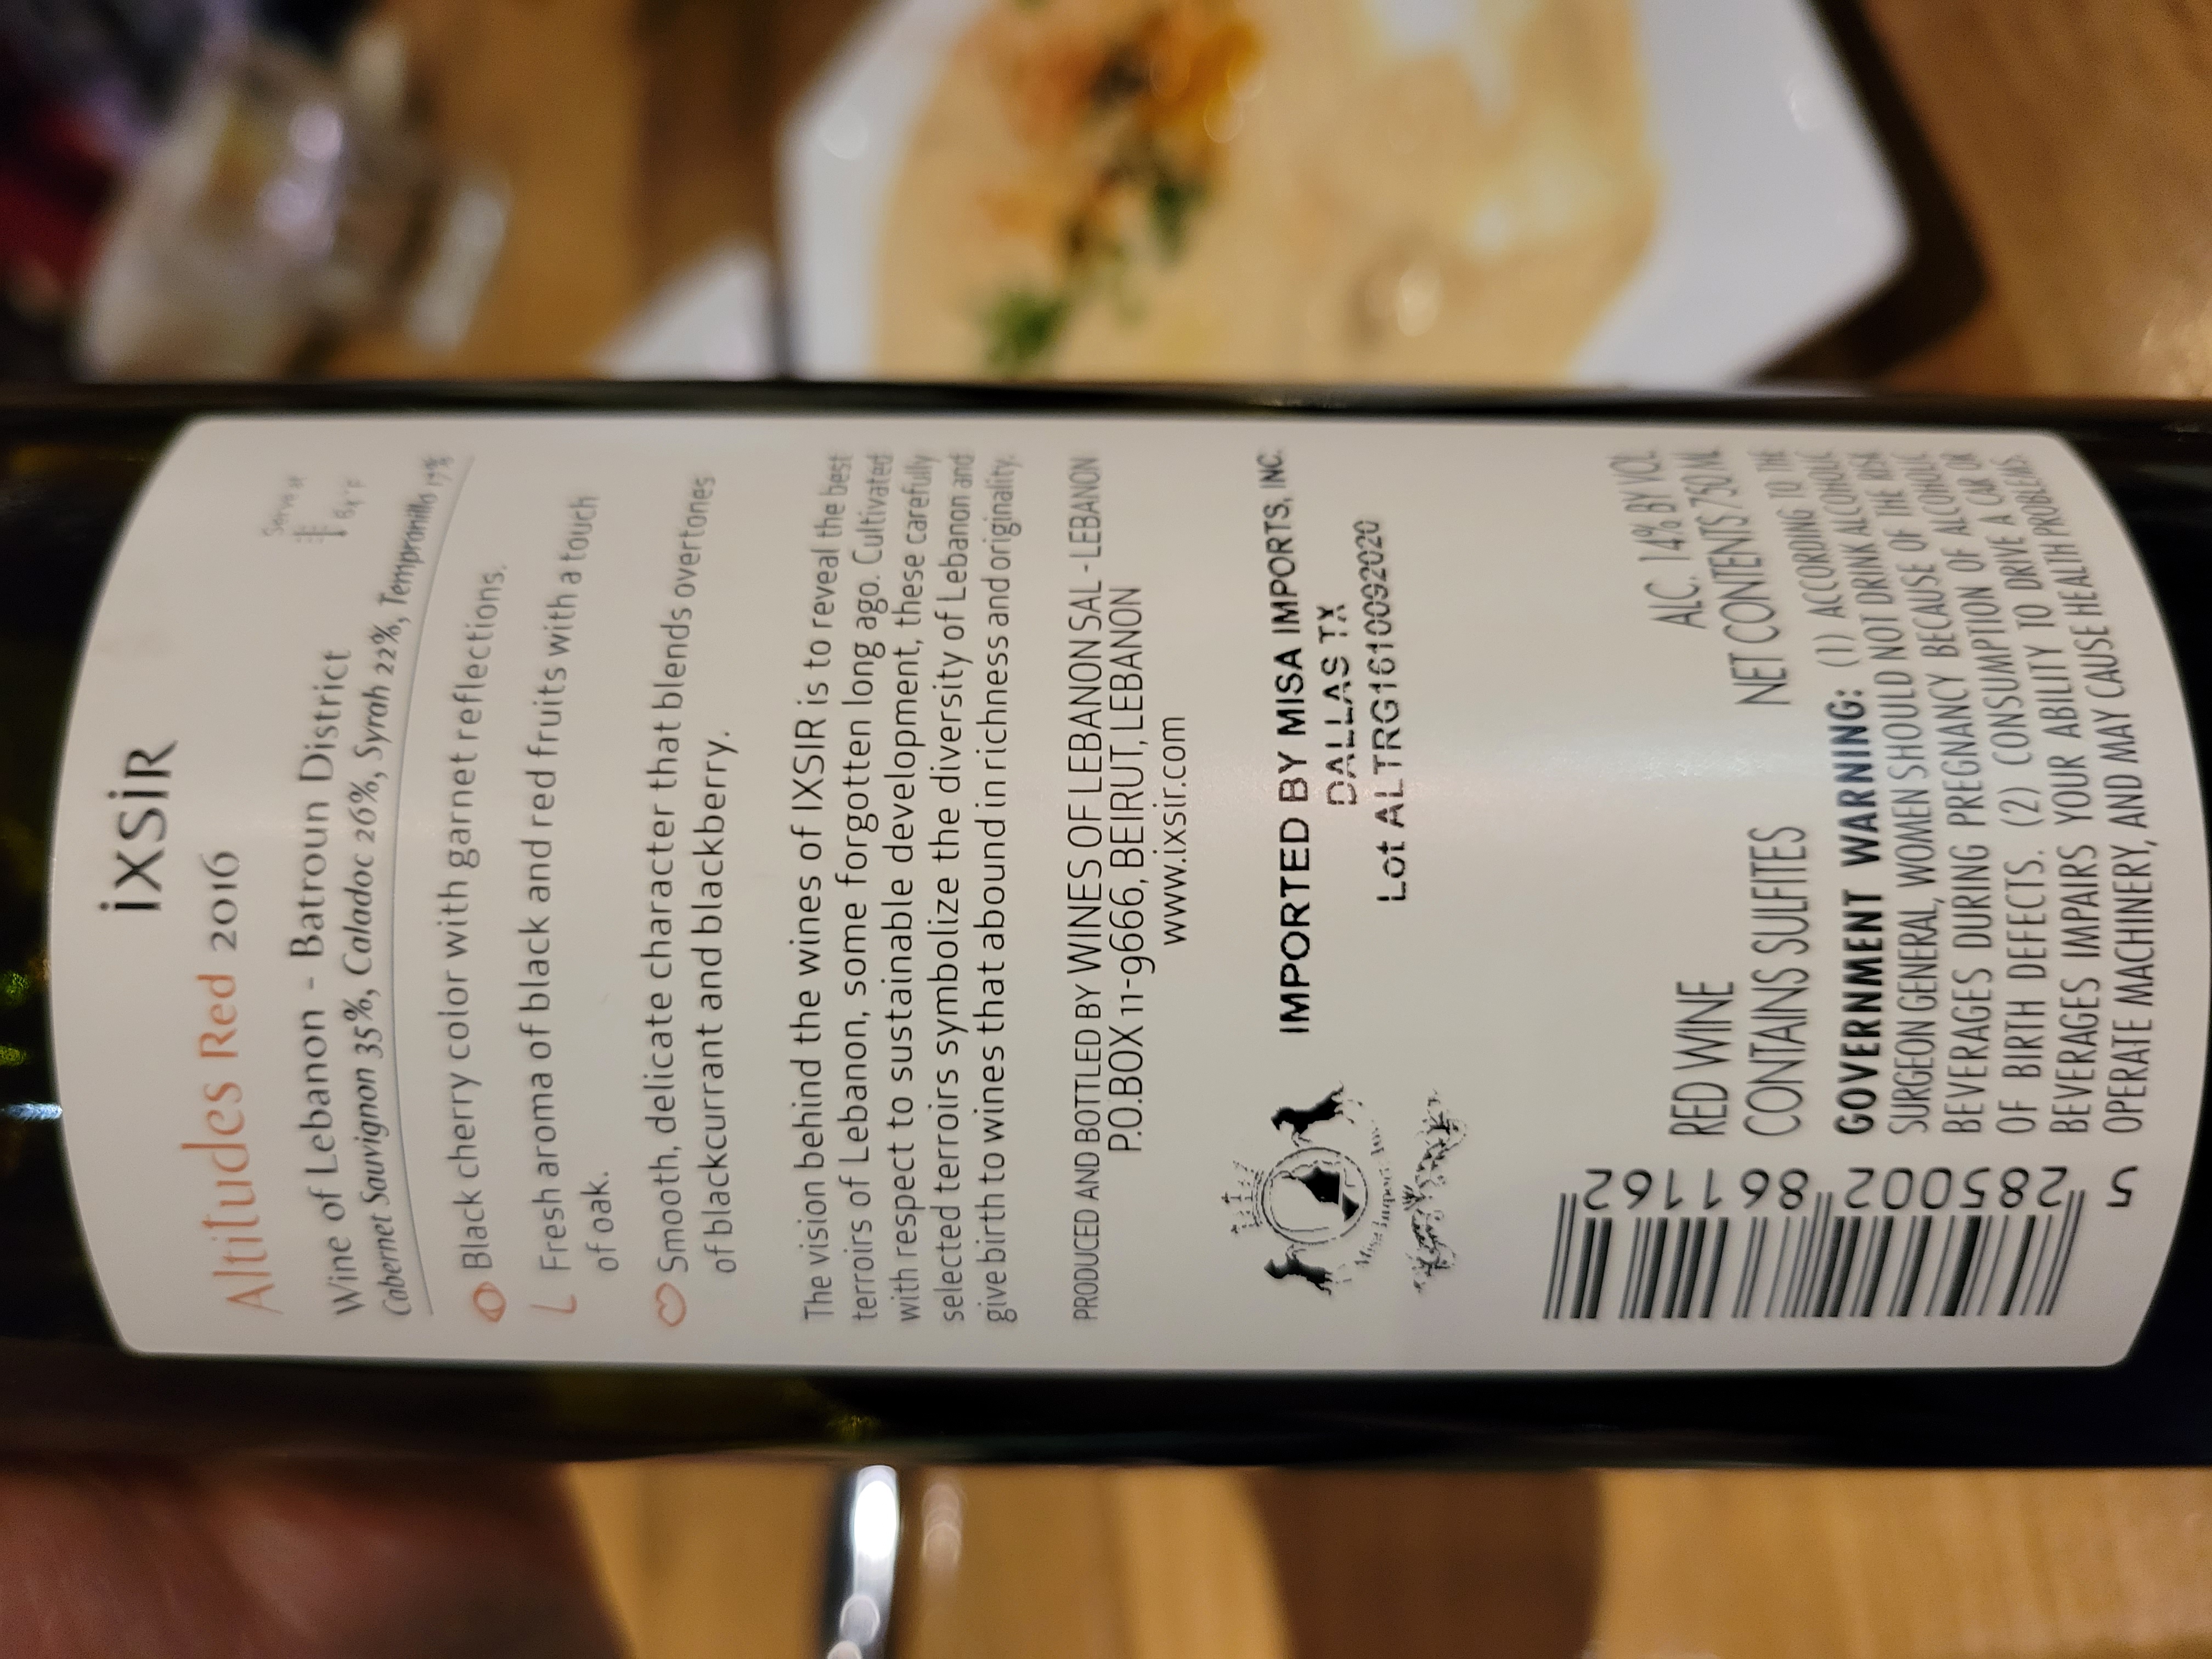 iXSiR
Altitudes Red 2016
Serve at
Wine of Lebanon - Batroun District
Cabernet Sauvignon 35%, Caladoc 26%, Syrah 22%, Tempranillo 17%
Black cherry color with garnet reflections.
Fresh aroma of black and red fruits with a touch
of oak.
Smooth, delicate character that blends overtones
of blackcurrant and blackberry.
The vision behind the wines of IXSIR is to reveal the best
terroirs of Lebanon, some forgotten long ago. Cultivated
with respect to sustainable development, these carefully
selected terroirs symbolize the diversity of Lebanon and
give birth to wines that abound in richness and originality.
PRODUCED AND BOTTLED BY WINES OF LEBANON SAL - LEBANON
P.O.BOX 11-9666, BEIRUT, LEBANON
www.ixsir.com
IMPORTED BY MISA IMPORTS, INC.
DALLAS TX
Lot ALTRG1610092020
Misa Imports Inc.
ALC. 14% BY VOL
RED WINE
NET CONTENTS 750 ML
CONTAINS SULFITES
GOVERNMENT WARNING: (1) ACCORDING TO THE
SURGEON GENERAL, WOMEN SHOULD NOT DRINK ALCOHOLIC
BEVERAGES DURING PREGNANCY BECAUSE OF THE RISK
OF BIRTH DEFECTS. (2) CONSUMPTION OF ALCOHOLIC
BEVERAGES IMPAIRS YOUR ABILITY TO DRIVE A CAR OR
OPERATE MACHINERY, AND MAY CAUSE HEALTH PROBLEMS.
5 285002 861162